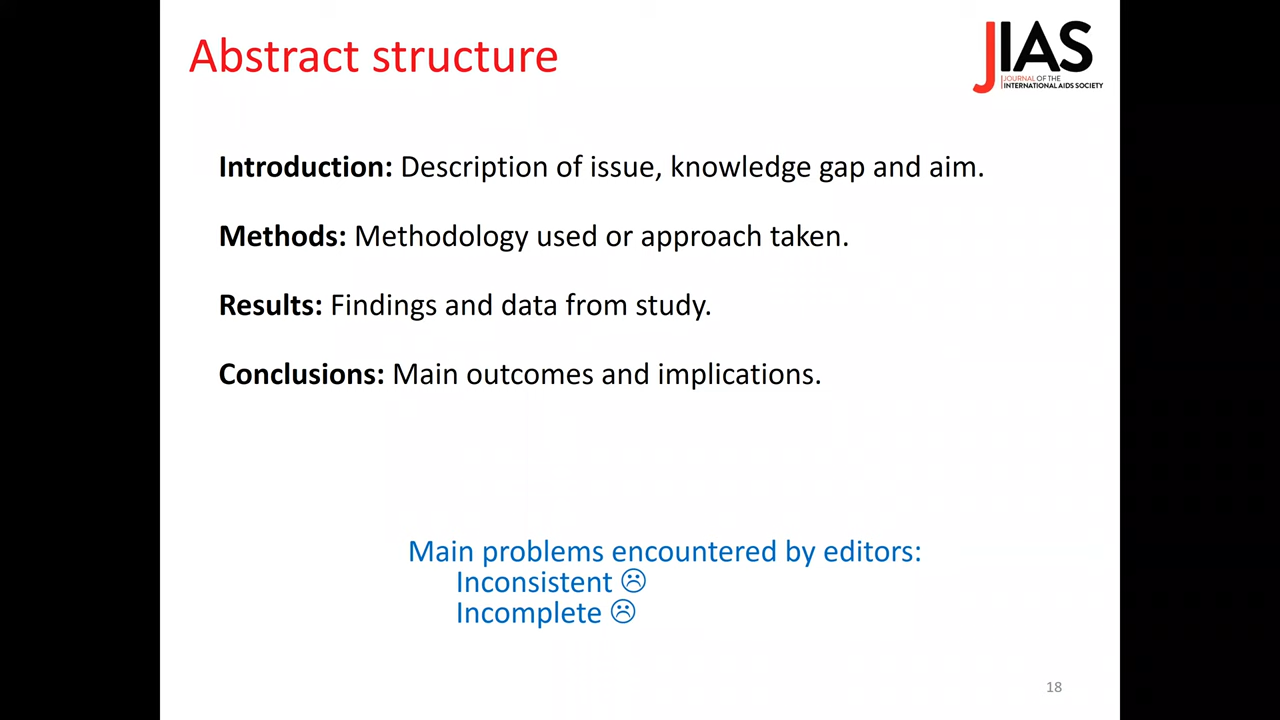 Abstract structure
JIAS
JOURNAL OF THE
INTERNATIONAL AIDS SOCIETY
Introduction: Description of issue, knowledge gap and aim.
Methods: Methodology used or approach taken.
Results: Findings and data from study.
Conclusions: Main outcomes and implications.
Main problems encountered by editors:
Inconsistent ☹
Incomplete ☹
18